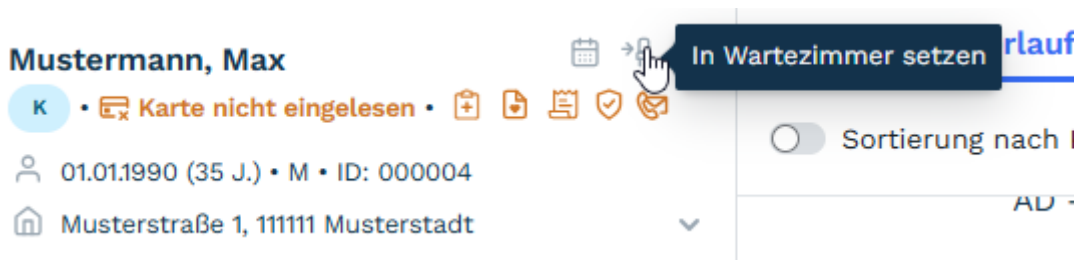 Mustermann, Max
In Wartezimmer setzen
K • Karte nicht eingelesen •
Sortierung nach
01.01.1990 (35 J.) • M • ID: 000004
Musterstraße 1, 111111 Musterstadt